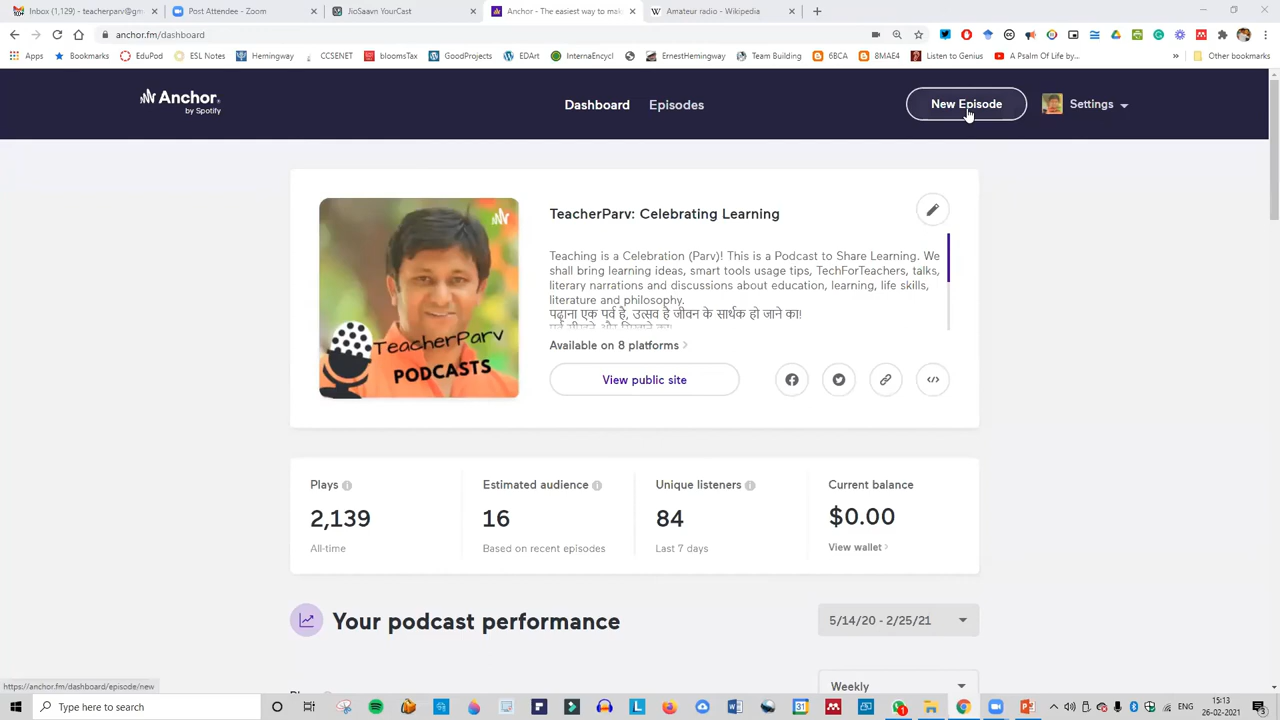 Inbox (1,129) - teacherparv@gm
Post Attendee - Zoom
JioSaavn YourCast
Anchor - The easiest way to mak
Amateur radio - Wikipedia
anchor.fm/dashboard
Apps
Bookmarks
EduPod
ESL Notes
Hemingway
CCSENET
bloomsTax
GoodProjects
EDArt
InternaEncycl
ErnestHemingway
Team Building
6BCA
8MAE4
Listen to Genius
A Psalm Of Life by...
Other bookmarks
Anchor
by Spotify
Dashboard
Episodes
New Episode
Settings
TeacherParv: Celebrating Learning
Teaching is a Celebration (Parv)! This is a Podcast to Share Learning. We
shall bring learning ideas, smart tools usage tips, TechForTeachers, talks,
literary narrations and discussions about education, learning, life skills,
literature and philosophy.
पढ़ाना एक पर्व है, उत्सव है जीवन के सार्थक हो जाने का!
TeacherParv
PODCASTS
Available on 8 platforms
View public site
Plays
2,139
All-time
Estimated audience
16
Based on recent episodes
Unique listeners
84
Last 7 days
Current balance
$0.00
View wallet
Your podcast performance
5/14/20 - 2/25/21
Weekly
https://anchor.fm/dashboard/episode/new
Type here to search
ENG
15:13
26-02-2021